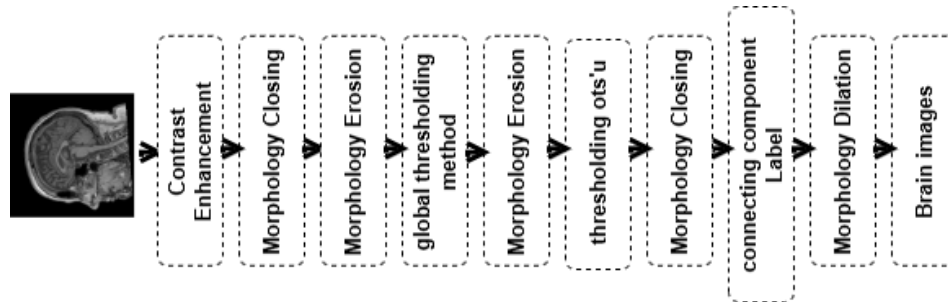 Contrast
Enhancement
Morphology Closing
Morphology Erosion
global thresholding
method
Morphology Erosion
thresholding ots'u
Morphology Closing
connecting component
Label
Morphology Dilation
Brain images